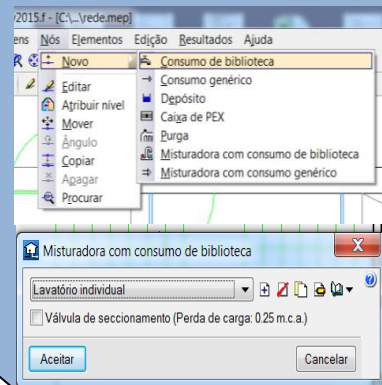 2015.f - [C:\...\rede.mep]
ens Nós Elementos Edição Resultados Ajuda
Novo
Editar
Atribuir nível
Mover
Ângulo
Copiar
Apagar
Procurar
Consumo de biblioteca
Consumo genérico
Depósito
Caixa de PEX
Purga
Misturadora com consumo de biblioteca
Misturadora com consumo genérico
Misturadora com consumo de biblioteca
Lavatório individual
Válvula de seccionamento (Perda de carga: 0.25 m.c.a.)
Aceitar Cancelar